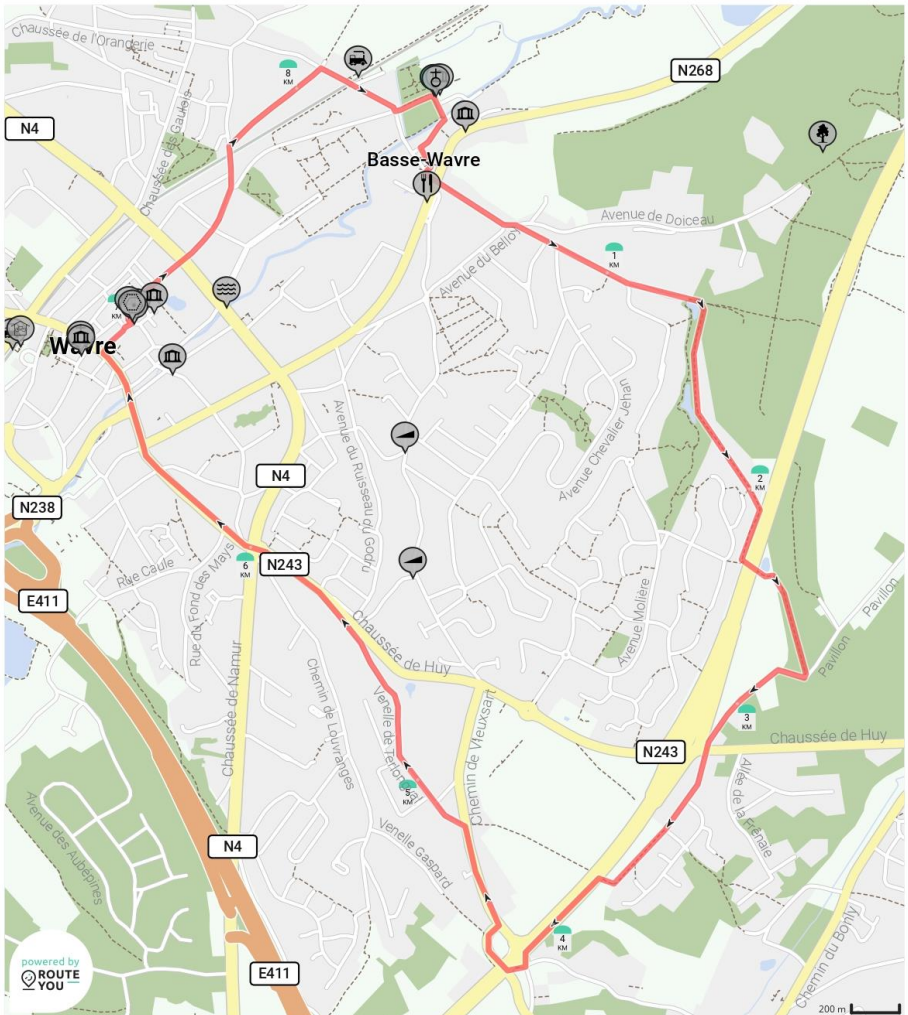 Chaussée de l'Orangerie
8
KM
N268
N4
Chaussée des Gaulois
Basse-Wavre
Avenue de Doiceau
Avenue du Belloy
1
KM
Wavre
Avenue Chevalier Jehan
Avenue du Ruisseau du Godru
N4
2
KM
N238
N243
6
KM
Rue Caule
Rue du Fond des Mays
E411
Avenue Molière
Pavillon
Pavillon
Chaussée de Huy
Chaussée de Namur
Chemin de Louvranges
Venelle de Terlongval
3
KM
N243
Chaussée de Huy
Chemin de Vieuxsart
5
KM
Allée de la Frênaie
Avenue des Aubépines
N4
Venelle Gaspard
4
KM
Chemin du Bonly
powered by
ROUTE
YOU
E411
200 m